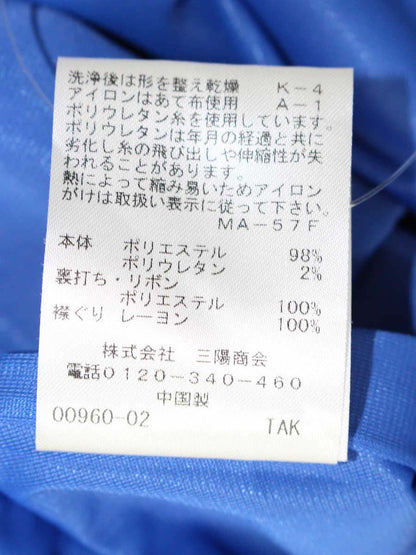 洗浄後は形を整え乾燥 K-4
アイロンはあて布使用 A-1
ポリウレタン糸を使用しています。
ポリウレタンは年月の経過と共に
劣化し糸の飛び出しや伸縮性が失
われることがあります。
熱によって縮み易いためアイロン
がけは取扱い表示に従って下さい。
MA-57F
本体 ポリエステル 98%
ポリウレタン 2%
裏打ち・リボン
ポリエステル 100%
襟ぐり レーヨン 100%
株式会社 三陽商会
電話0120-340-460
中国製
00960-02 TAK